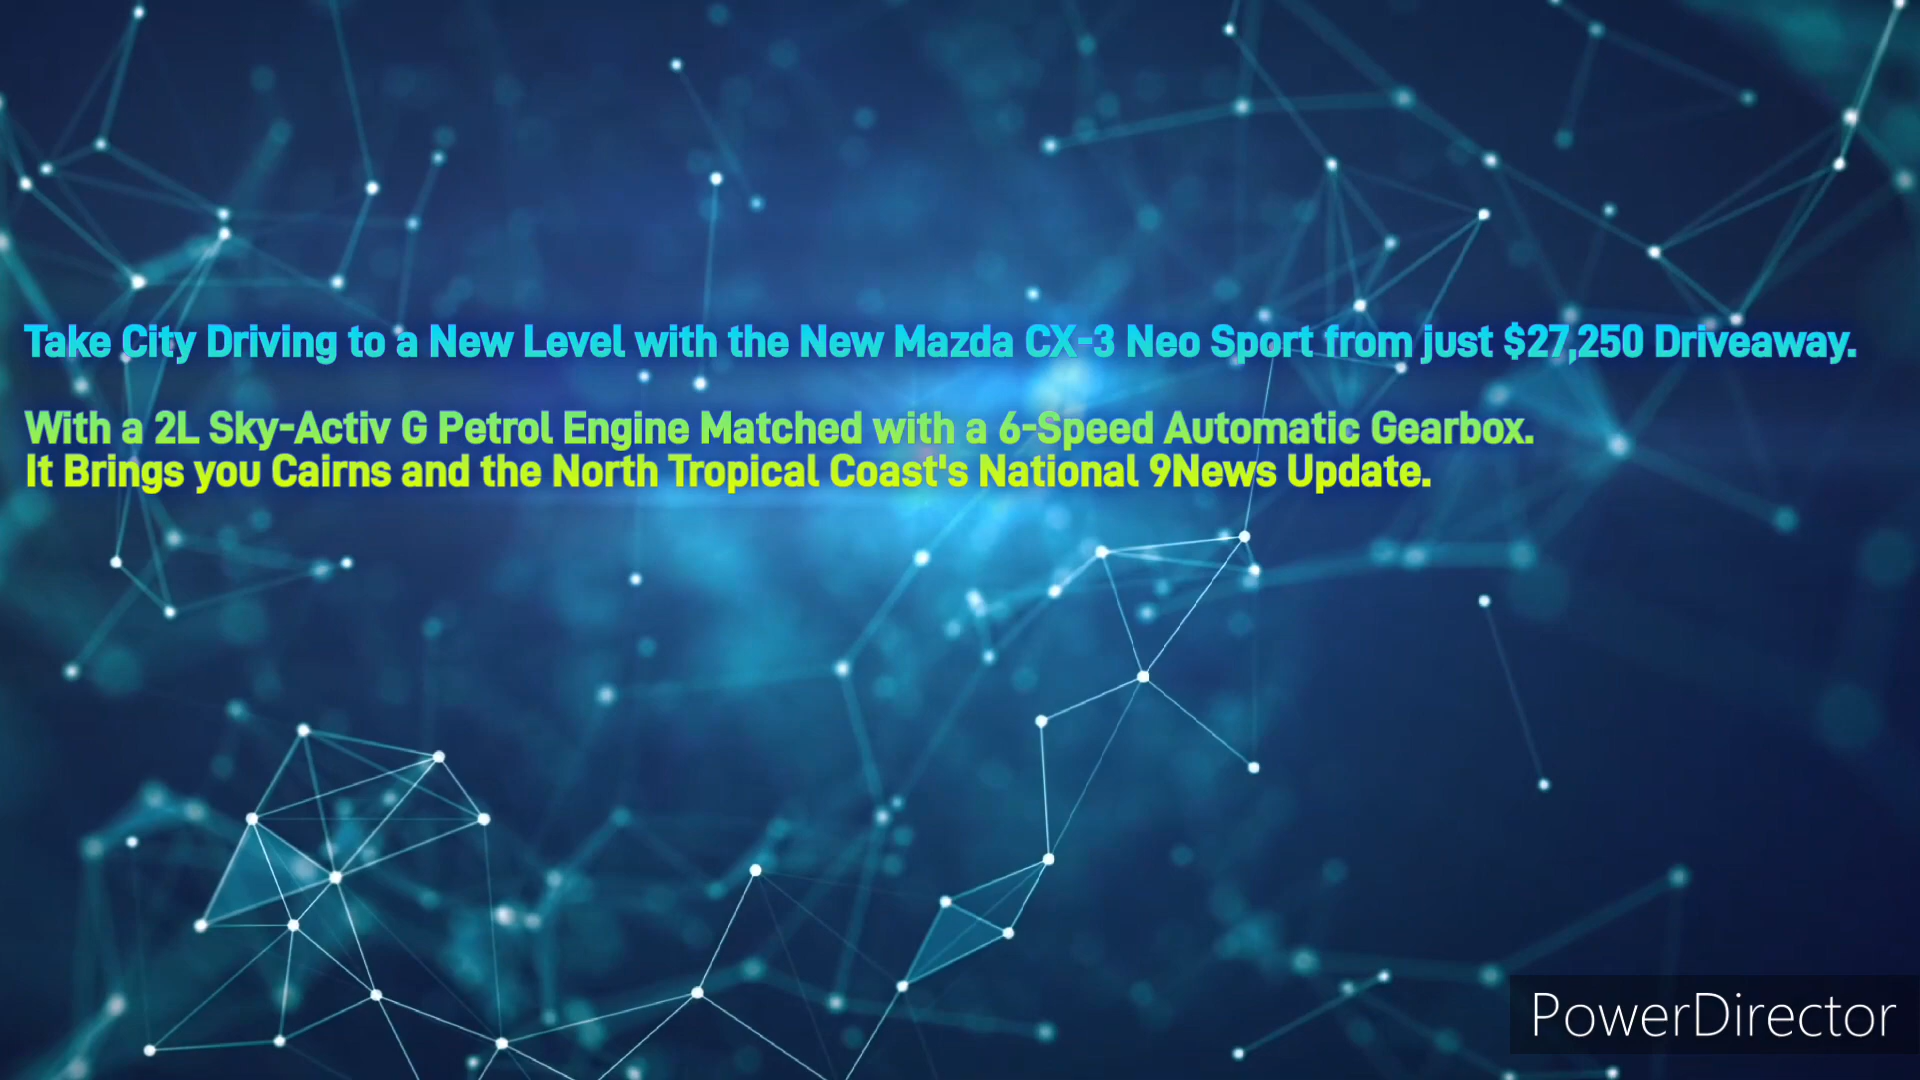 Take City Driving to a New Level with the New Mazda CX-3 Neo Sport from just $27,250 Driveaway.
With a 2L Sky-Activ G Petrol Engine Matched with a 6-Speed Automatic Gearbox.
It Brings you Cairns and the North Tropical Coast's National 9News Update.
PowerDirector